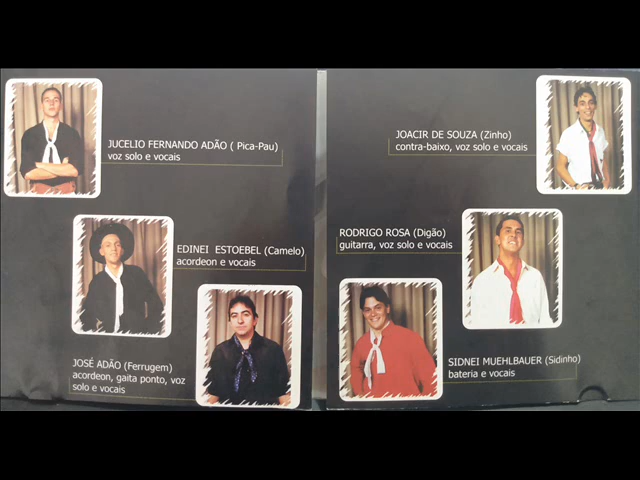 JUCELIO FERNANDO ADÃO ( Pica-Pau)
voz solo e vocais
EDINEI ESTOEBEL (Camelo)
acordeon e vocais
JOSÉ ADÃO (Ferrugem)
acordeon, gaita ponto, voz
solo e vocais
JOACIR DE SOUZA (Zinho)
contra-baixo, voz solo e vocais
RODRIGO ROSA (Digão)
guitarra, voz solo e vocais
SIDNEI MUEHLBAUER (Sidinho)
bateria e vocais